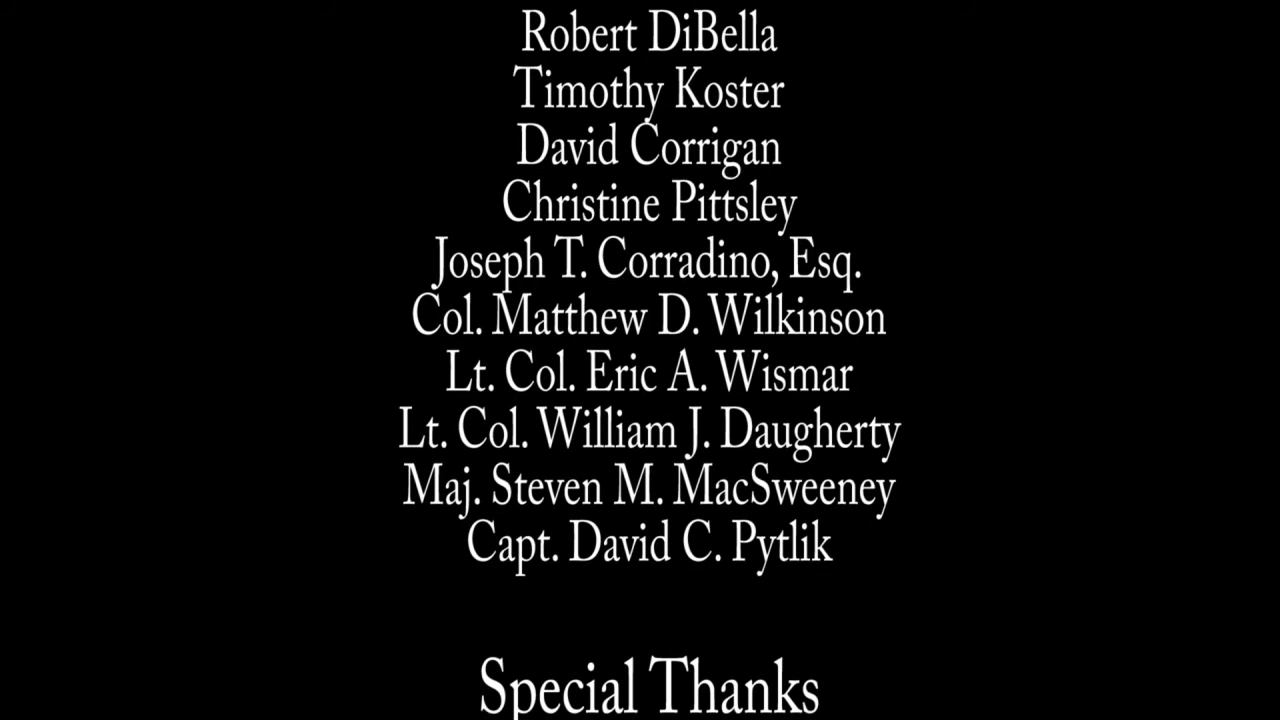 Robert DiBella
Timothy Koster
David Corrigan
Christine Pittsley
Joseph T. Corradino, Esq.
Col. Matthew D. Wilkinson
Lt. Col. Eric A. Wismar
Lt. Col. William J. Daugherty
Maj. Steven M. MacSweeney
Capt. David C. Pytlik
Special Thanks